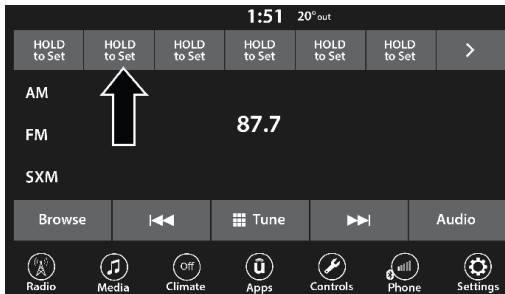 1:51 20°out
HOLD HOLD HOLD HOLD HOLD HOLD
to Set to Set to Set to Set to Set to Set
AM
87.7
FM
SXM
Browse Tune Audio
Off û
Radio Media Climate Apps Controls Phone Settings